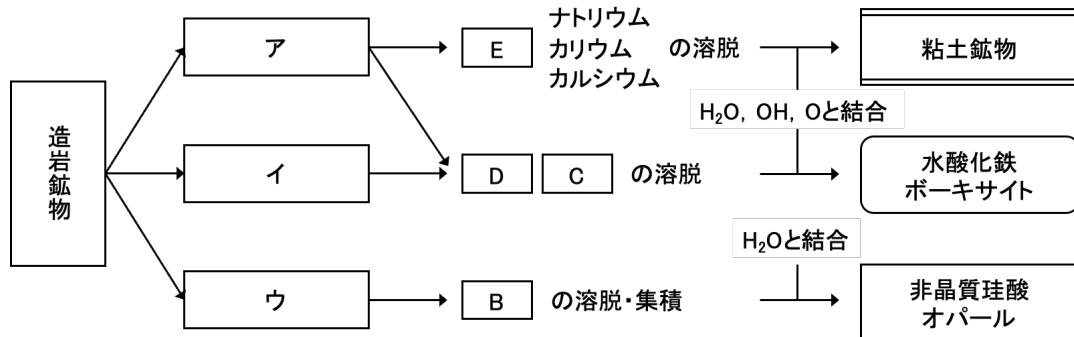 造岩鉱物
ア
E
ナトリウム
カリウム
カルシウム
の溶脱
粘土鉱物
H₂O, OH, Oと結合
イ
D
C
の溶脱
水酸化鉄
ボーキサイト
H₂Oと結合
ウ
B
の溶脱・集積
非晶質珪酸
オパール